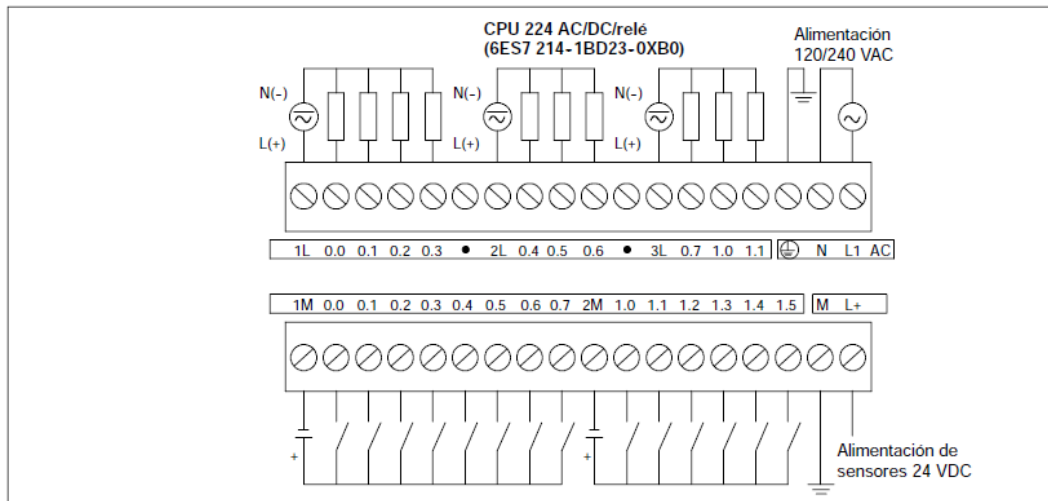 CPU 224 AC/DC/relé
(6ES7 214-1BD23-0XB0)
Alimentación
120/240 VAC
N(-)
N(-)
N(-)
L(+)
L(+)
L(+)
1L 0.0 0.1 0.2 0.3 • 2L 0.4 0.5 0.6 • 3L 0.7 1.0 1.1 N L1 AC
1M 0.0 0.1 0.2 0.3 0.4 0.5 0.6 0.7 2M 1.0 1.1 1.2 1.3 1.4 1.5 M L+
+
+
Alimentación de
sensores 24 VDC